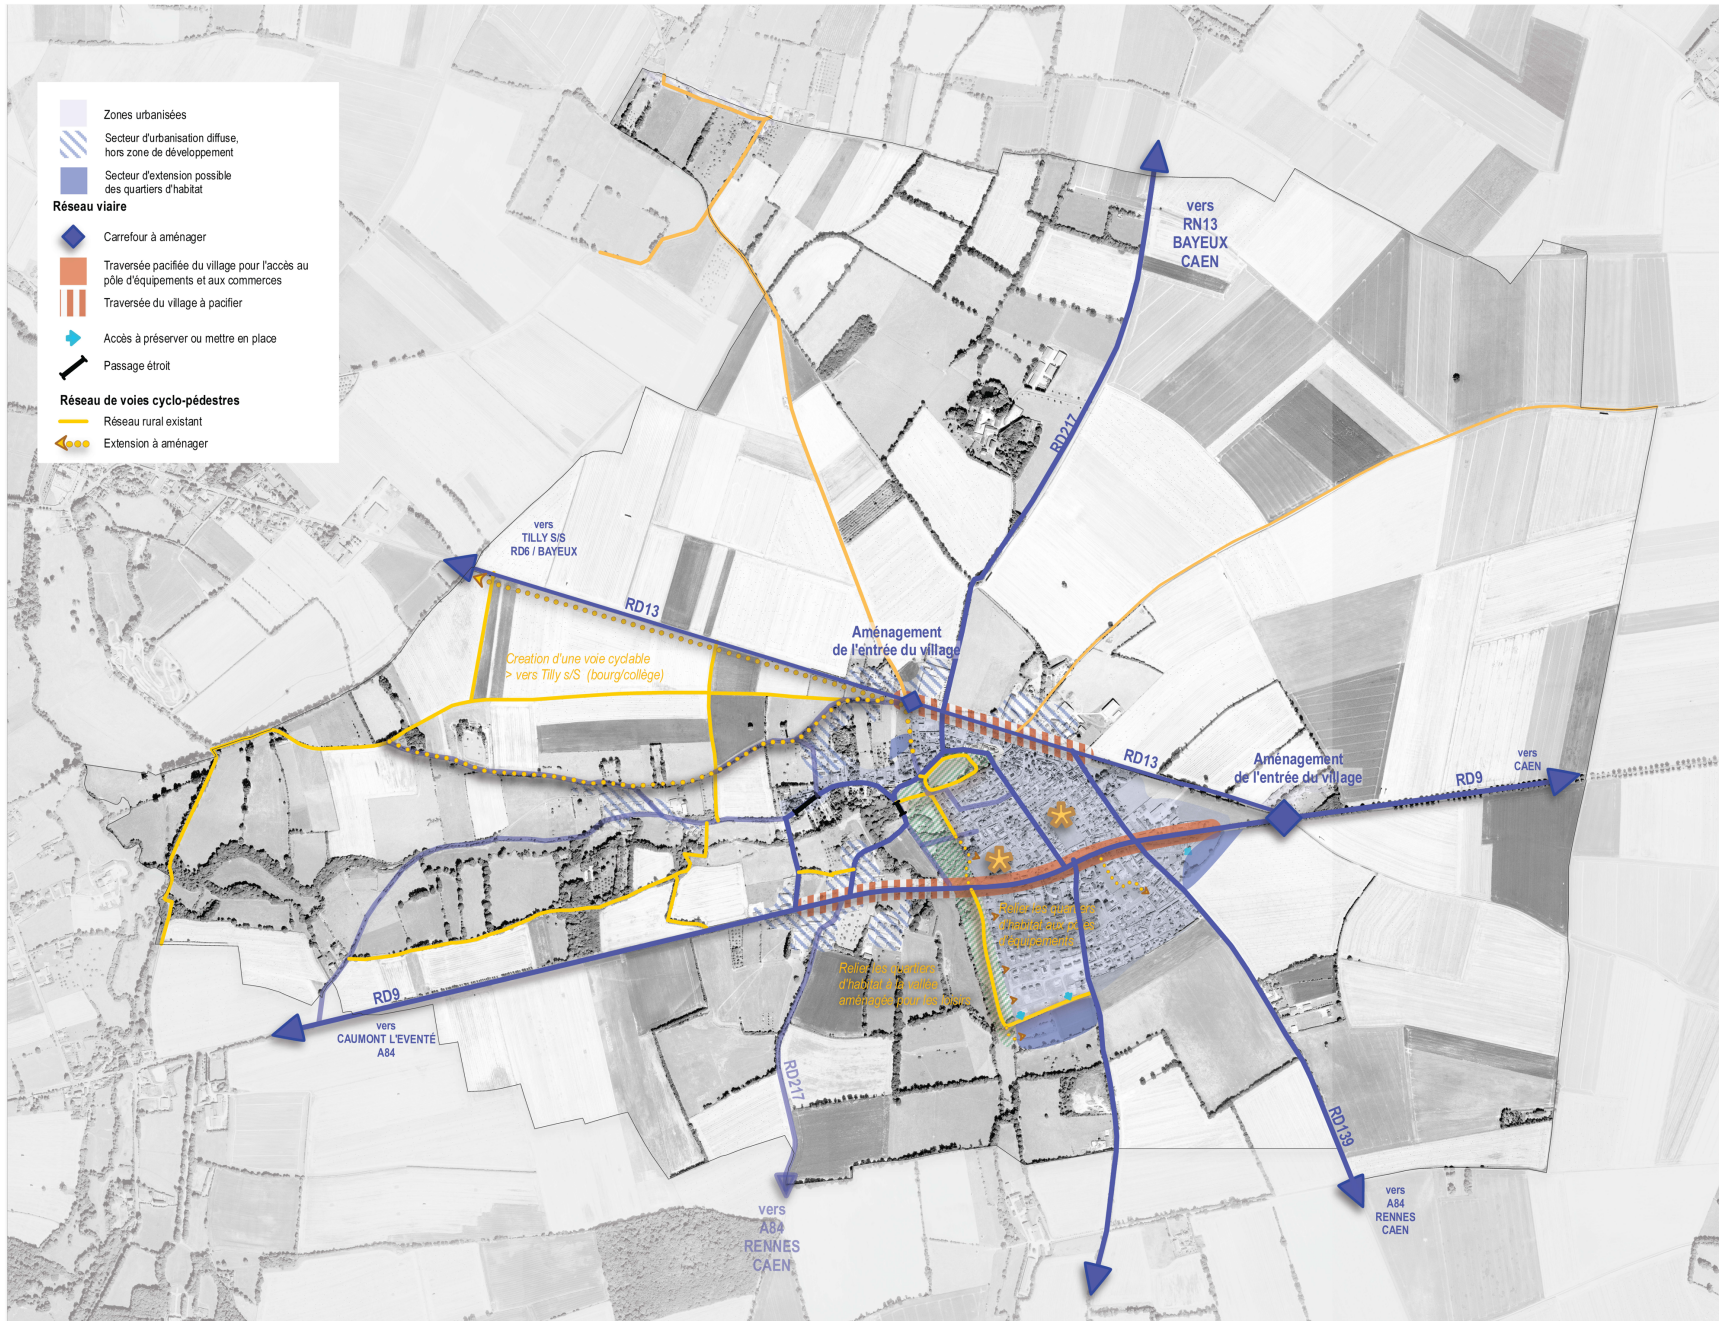 Zones urbanisées
Secteur d'urbanisation diffuse,
hors zone de développement
Secteur d'extension possible
des quartiers d'habitat
Réseau viaire
Carrefour à aménager
Traversée pacifiée du village pour l'accès au
pôle d'équipements et aux commerces
Traversée du village à pacifier
Accès à préserver ou mettre en place
Passage étroit
Réseau de voies cyclo-pédestres
Réseau rural existant
Extension à aménager
vers
RN13
BAYEUX
CAEN
RD217
vers
TILLY S/S
RD6 / BAYEUX
RD13
Aménagement
de l'entrée du village
Creation d'une voie cyclable
> vers Tilly s/S (bourg/collège)
RD13
Aménagement
de l'entrée du village
RD9
vers
CAEN
Relier les quartiers
d'habitat aux pôles
d'équipements
Relier les quartiers
d'habitat à la vallée
aménagée pour les loisirs
RD9
vers
CAUMONT L'EVENTÉ
A84
RD217
vers
A84
RENNES
CAEN
RD139
vers
A84
RENNES
CAEN